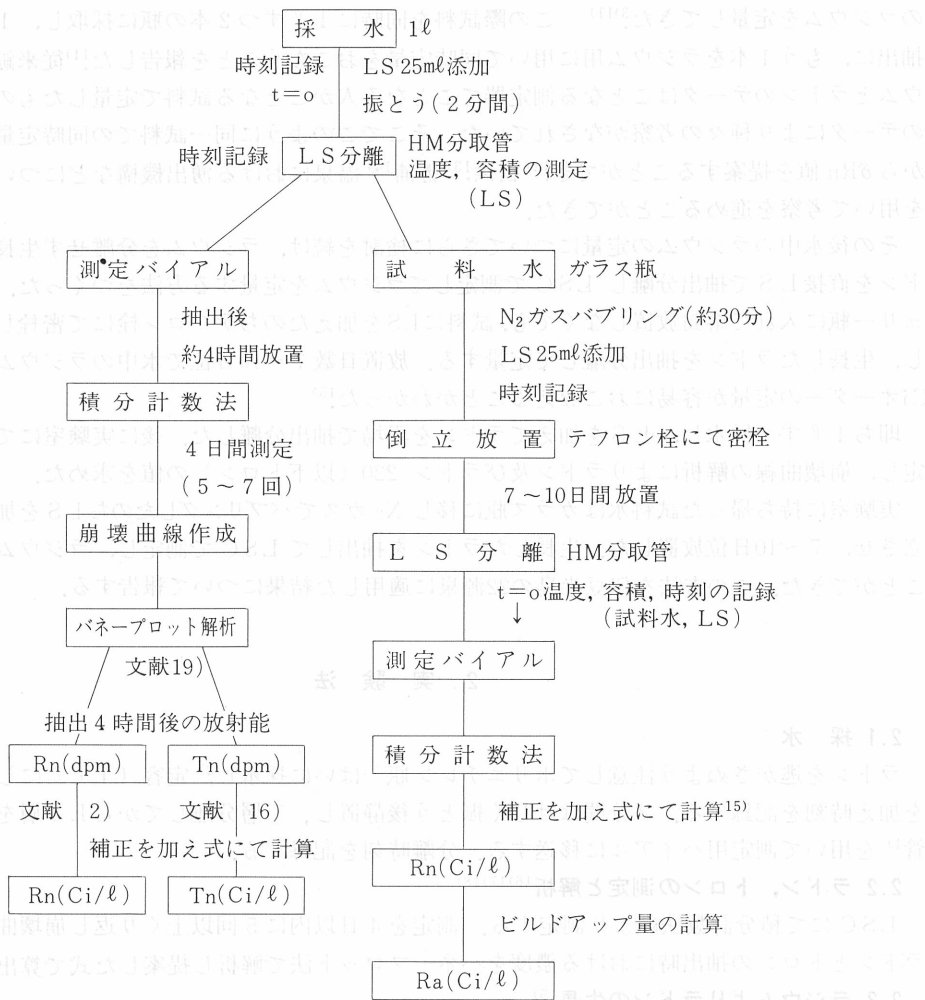 採水 1ℓ
時刻記録
t=o
LS25mℓ添加
振とう(2分間)
時刻記録
LS分離
HM分取管
温度, 容積の測定
(LS)
測定バイアル
抽出後
約4時間放置
積分計数法
4日間測定
(5～7回)
崩壊曲線作成
バネープロット解析
文献19)
抽出4時間後の放射能
Rn(dpm) Tn(dpm)
文献 2) 文献 16)
補正を加え式にて計算
Rn(Ci/ℓ) Tn(Ci/ℓ)
試料水 ガラス瓶
N₂ガスバブリング(約30分)
LS25mℓ添加
時刻記録
倒立放置 テフロン栓にて密栓
7～10日間放置
LS分離 HM分取管
t=o温度, 容積, 時刻の記録
↓ (試料水, LS)
測定バイアル
積分計数法
補正を加え式にて計算¹⁵⁾
Rn(Ci/ℓ)
ビルドアップ量の計算
Ra(Ci/ℓ)